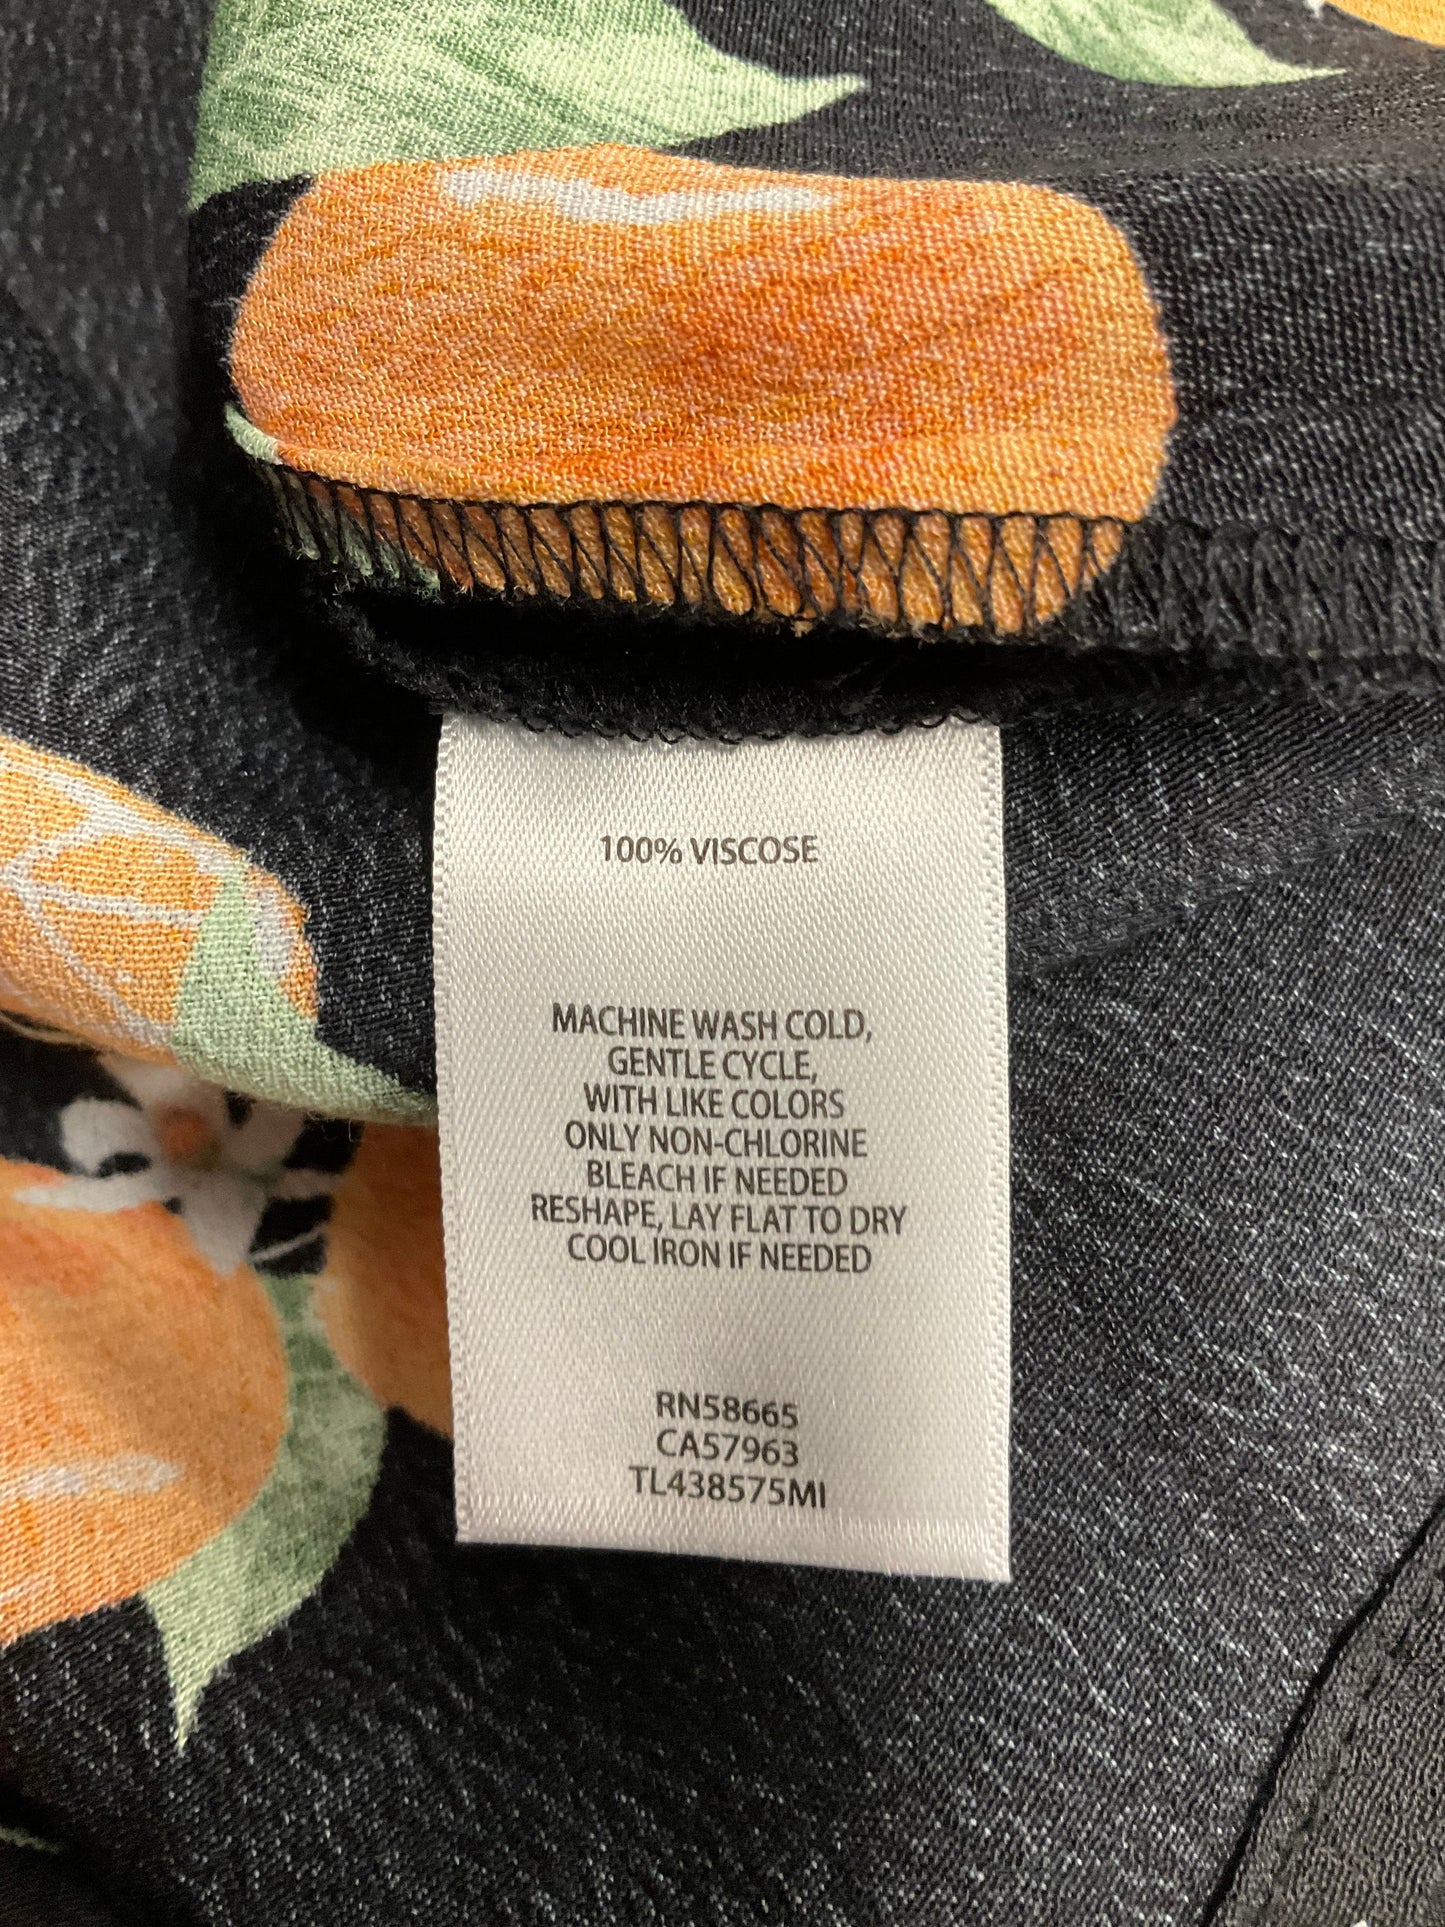 100% VISCOSE
MACHINE WASH COLD,
GENTLE CYCLE,
WITH LIKE COLORS
ONLY NON-CHLORINE
BLEACH IF NEEDED
RESHAPE, LAY FLAT TO DRY
COOL IRON IF NEEDED
RN58665
CA57963
TL438575MI